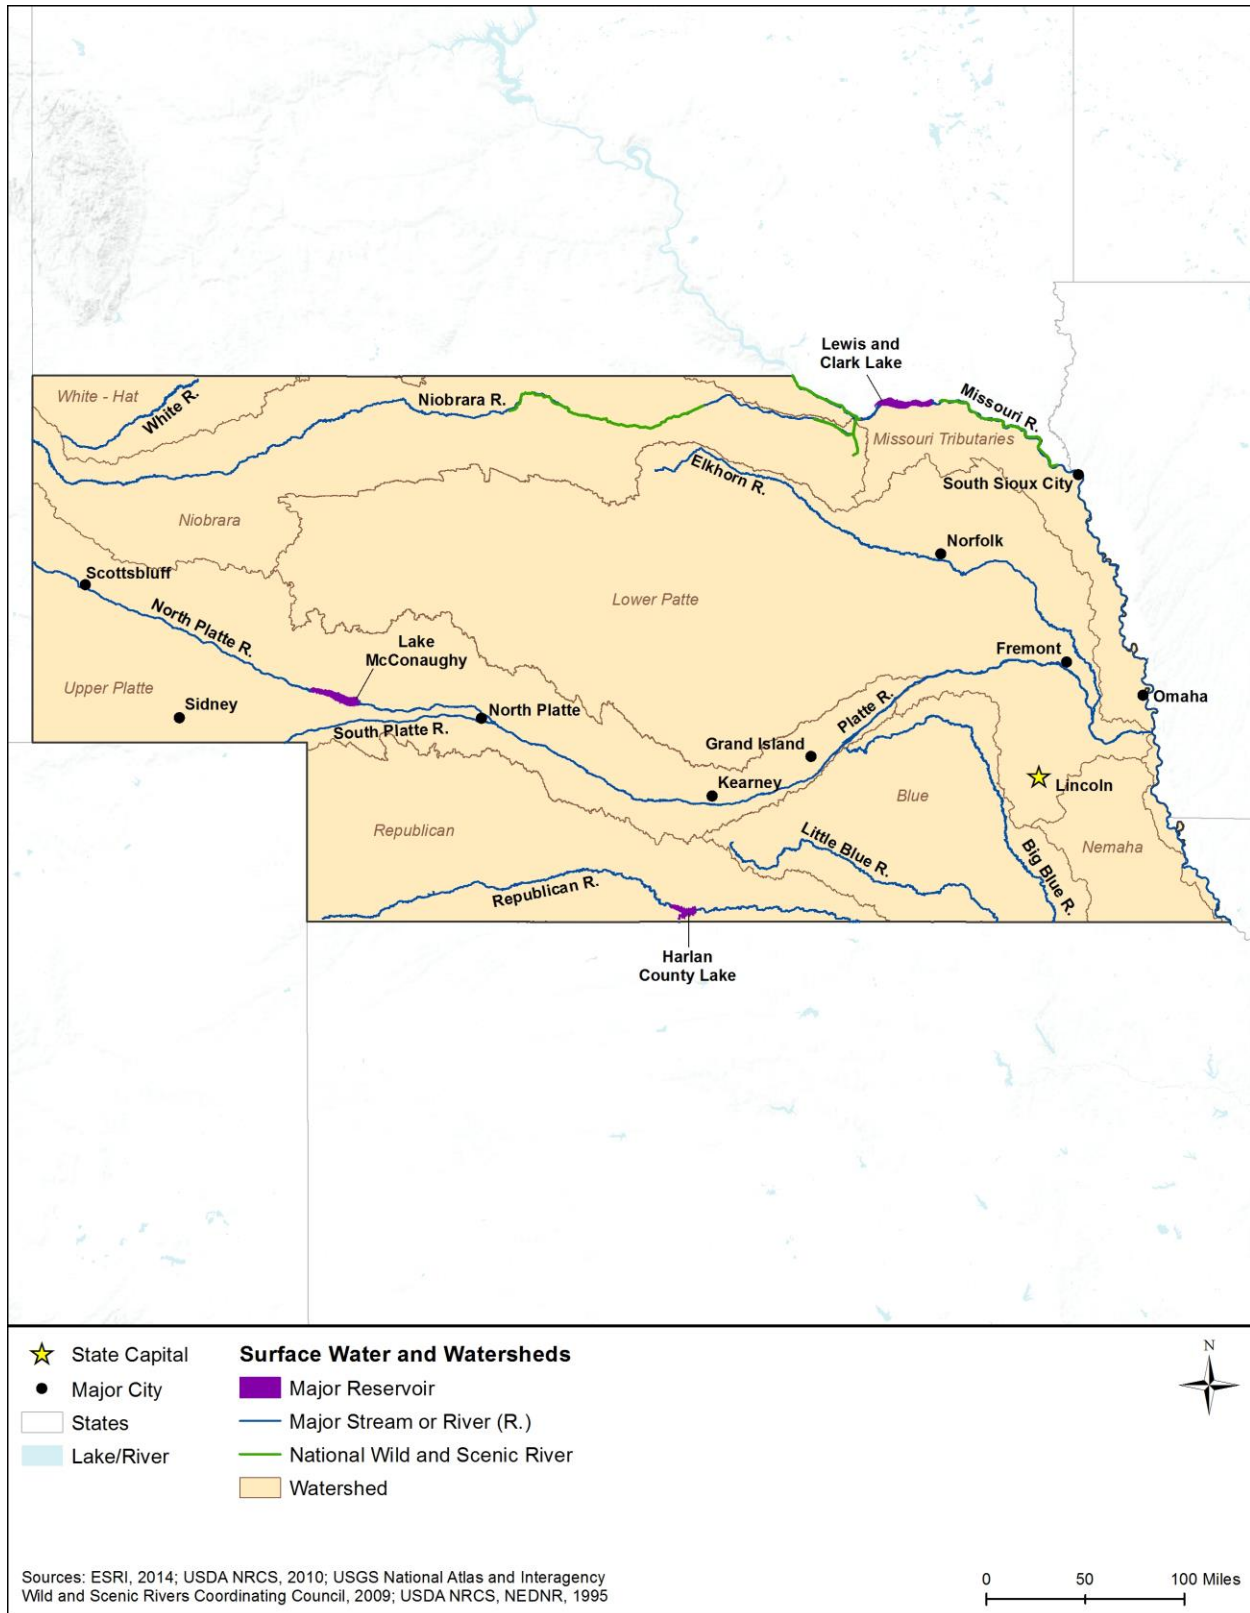 Lewis and
Clark Lake
White - Hat
White R.
Niobrara R.
Missouri R.
Missouri Tributaries
Elkhorn R.
South Sioux City
Niobrara
Norfolk
Scottsbluff
Lower Patte
North Platte R.
Lake
McConaughy
Fremont
Upper Platte
Sidney
North Platte
Platte R.
Omaha
South Platte R.
Grand Island
Kearney
Lincoln
Blue
Republican
Little Blue R.
Big Blue R.
Nemaha
Republican R.
Harlan
County Lake
State Capital
Major City
States
Lake/River
Surface Water and Watersheds
Major Reservoir
Major Stream or River (R.)
National Wild and Scenic River
Watershed
N
Sources: ESRI, 2014; USDA NRCS, 2010; USGS National Atlas and Interagency
Wild and Scenic Rivers Coordinating Council, 2009; USDA NRCS, NEDNR, 1995
0 50 100 Miles